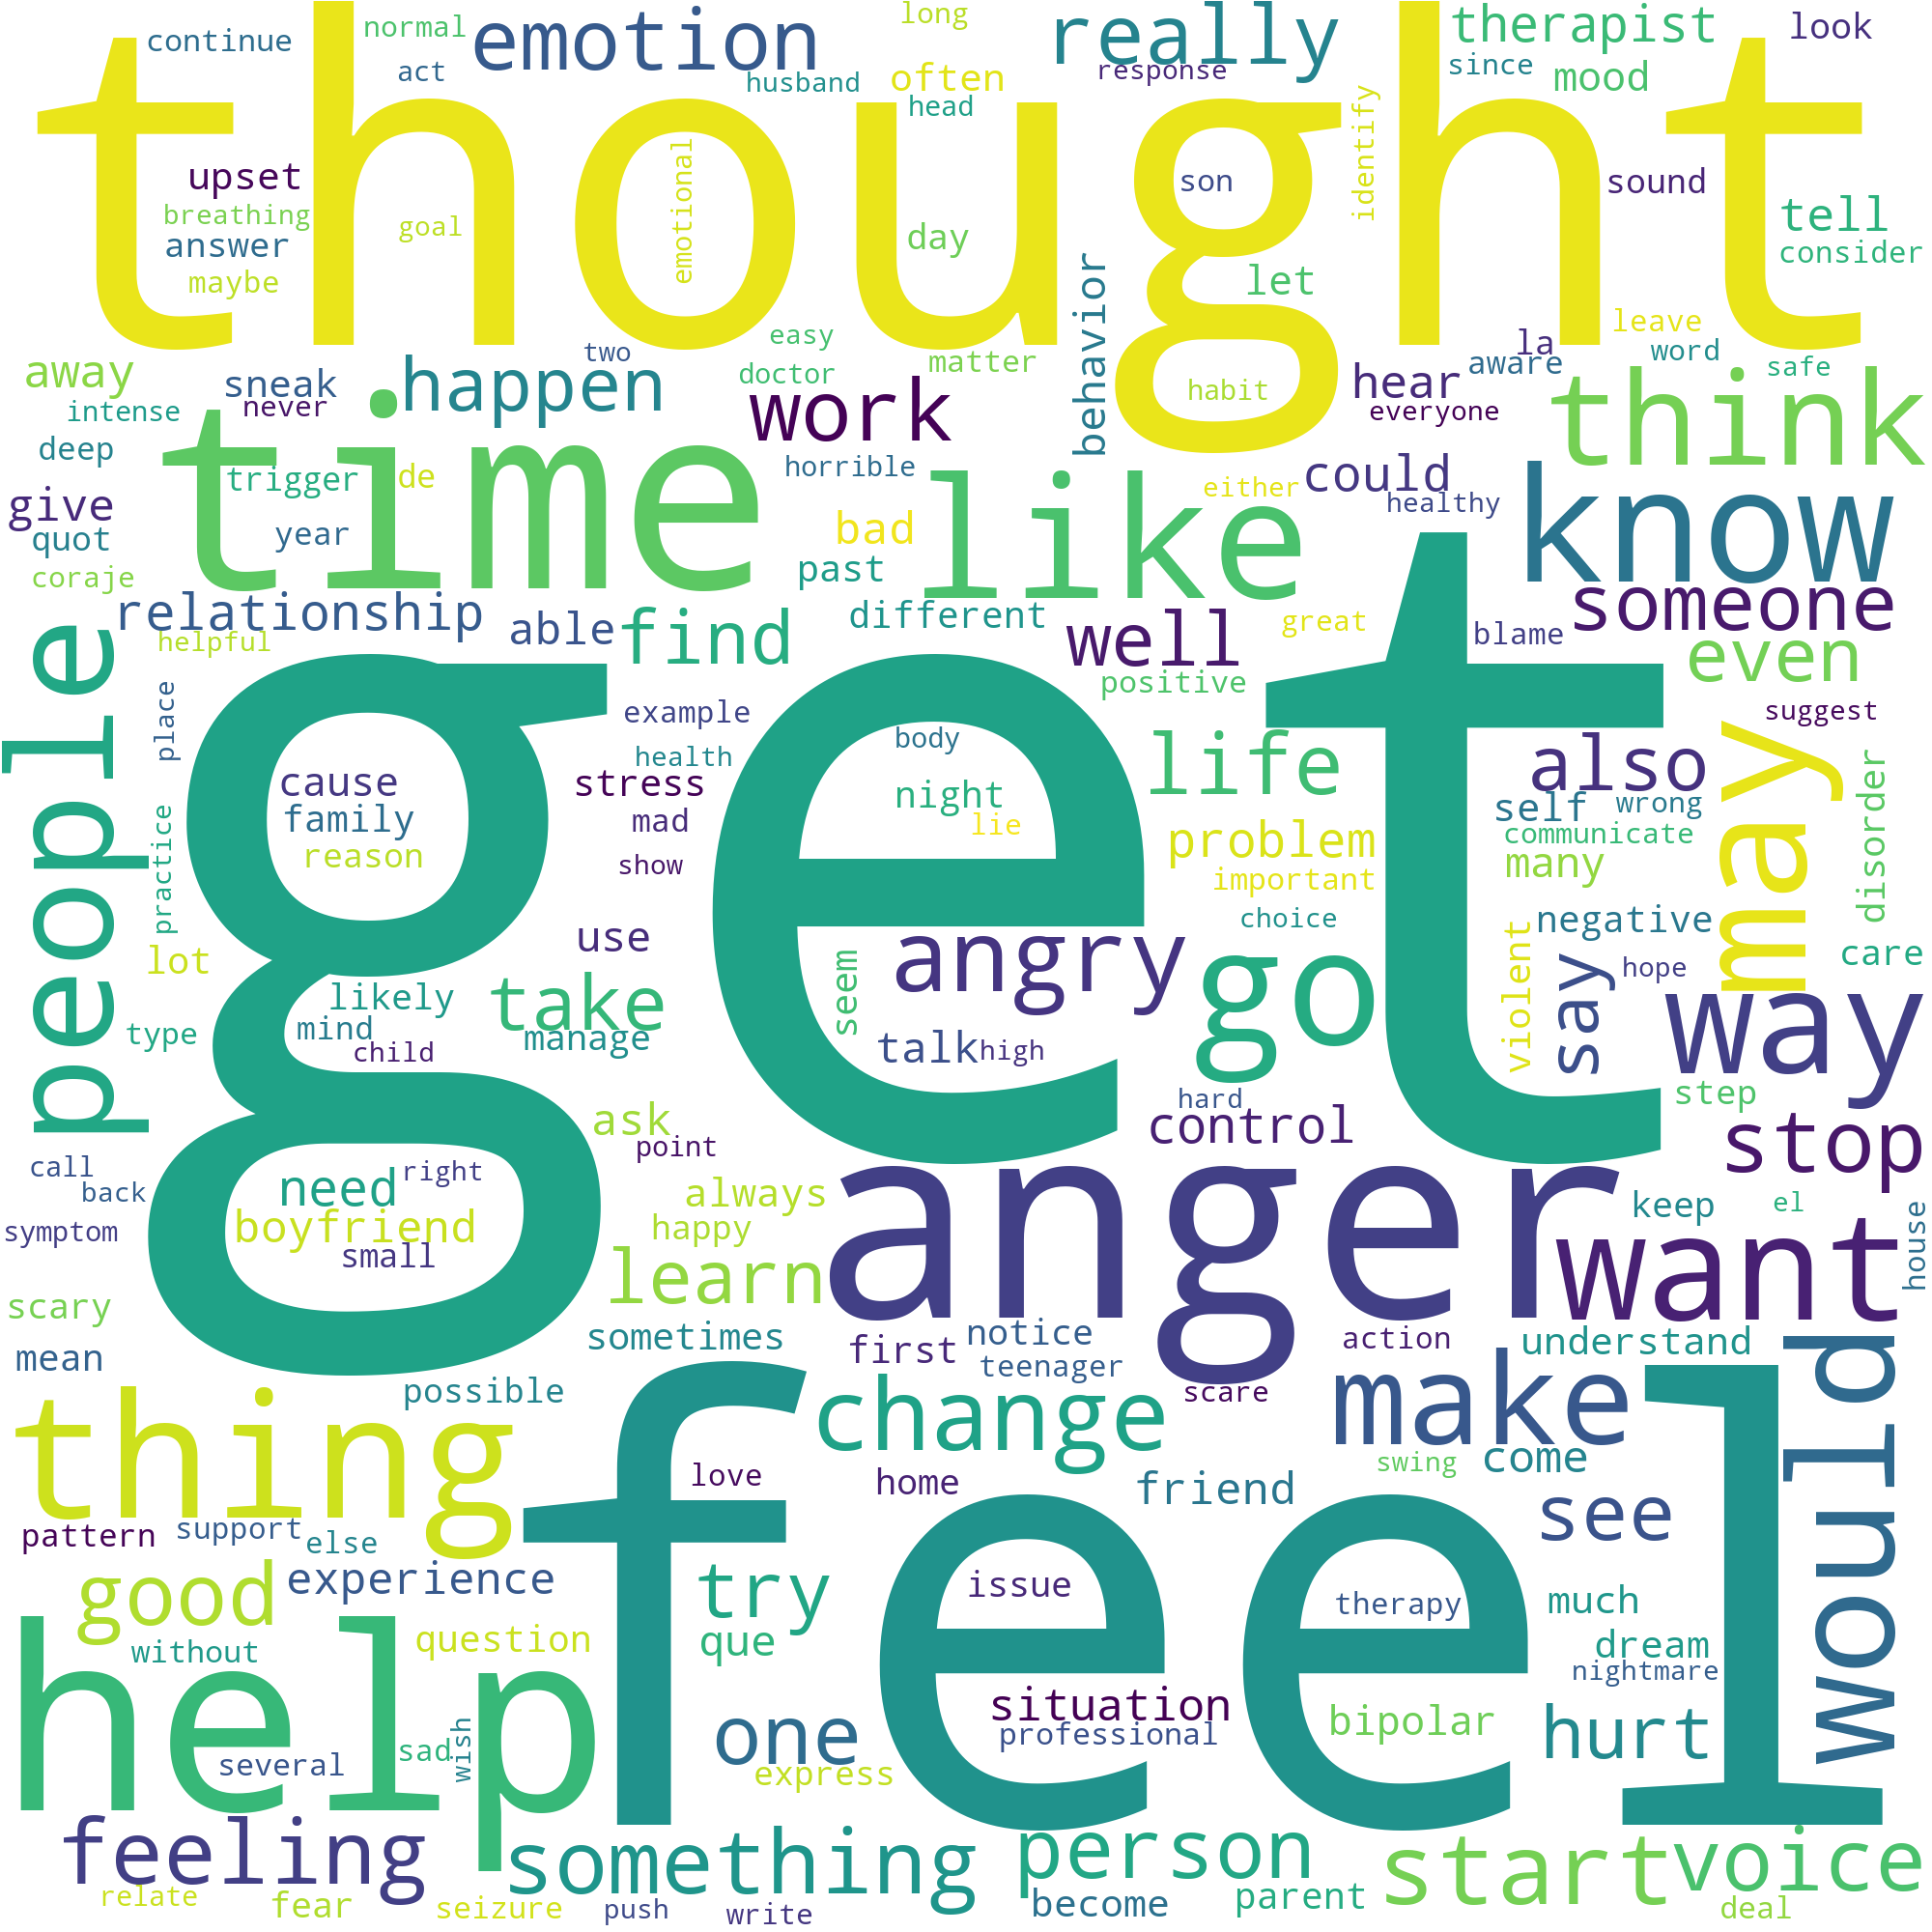 continue normal emotion long really therapist look
act husband often response since mood
head
thought
identify
upset emotional son sound
breathing goal day tell
answer behavior consider
maybe let
easy leave
away two matter la word
sneak happen doctor habit hear aware safe
intense never work everyone think
deep horrible
trigger de time like either could
give healthy know
quot year bad
coraje past
people relationship able find different well great blame someone
helpful positive even
get
place example suggest
health body life also may
cause stress night disorder
family mad lie problem self wrong
reason show important communicate
practice choice many
lot use angry go violent negative
seem say hope care
likely take way
type mind manage talk high
child hard step
ask control
point stop
call right anger
back need always keep el
symptom boyfriend happy want house
small learn
scary
mean sometimes first notice action understand
teenager would
possible scare make
thing feel change
love home friend swing come
see
pattern support else
good experience try issue therapy much
without question que dream
help nightmare
one situation bipolar hurt
several sad wish professional
express
feeling something person start voice
relate fear seizure push write become parent deal